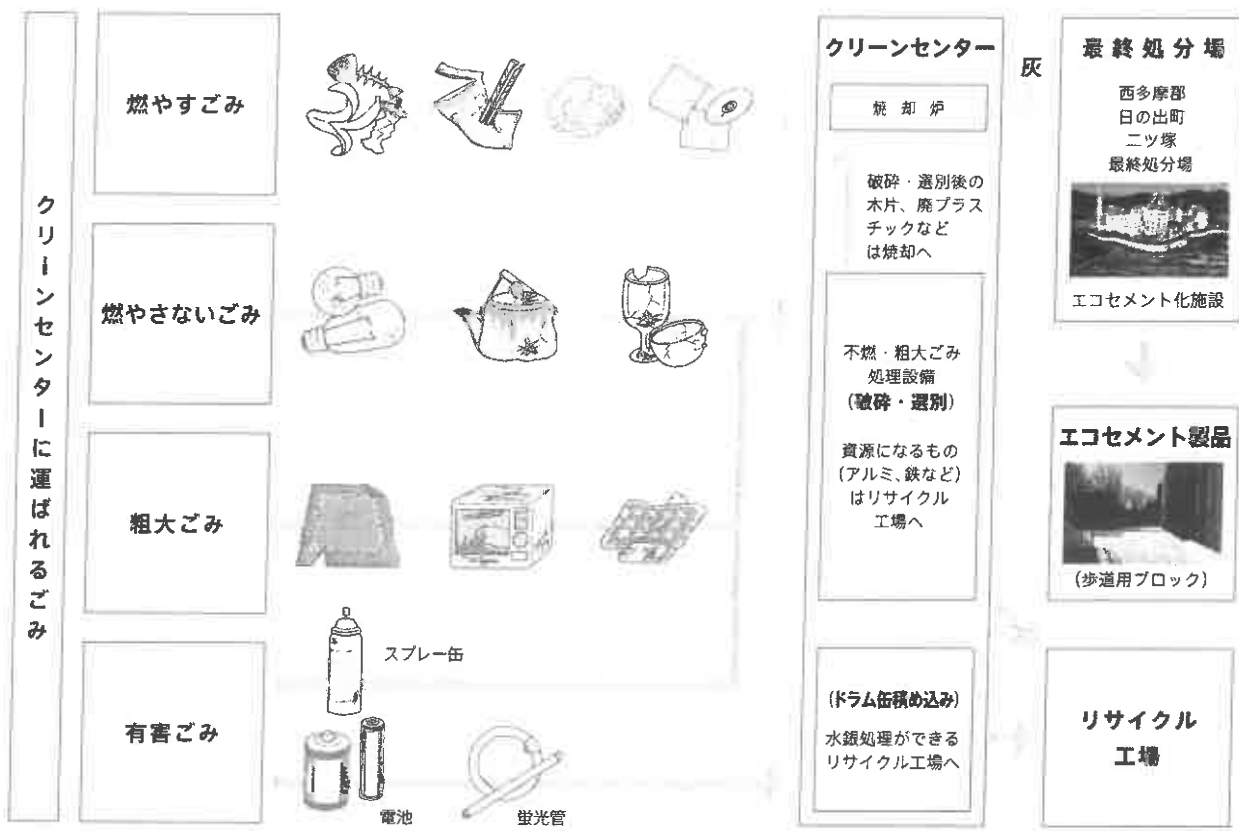 クリーンセンターに運ばれるごみ
燃やすごみ
燃やさないごみ
粗大ごみ
スプレー缶
有害ごみ
電池
蛍光管
クリーンセンター
焼却炉
破砕・選別後の
木片、廃プラス
チックなど
は焼却へ
不燃・粗大ごみ
処理設備
(破砕・選別)
資源になるもの
(アルミ、鉄など)
はリサイクル
工場へ
(ドラム缶積め込み)
水銀処理ができる
リサイクル工場へ
灰
最終処分場
西多摩郡
日の出町
二ツ塚
最終処分場
エコセメント化施設
エコセメント製品
(歩道用ブロック)
リサイクル
工場